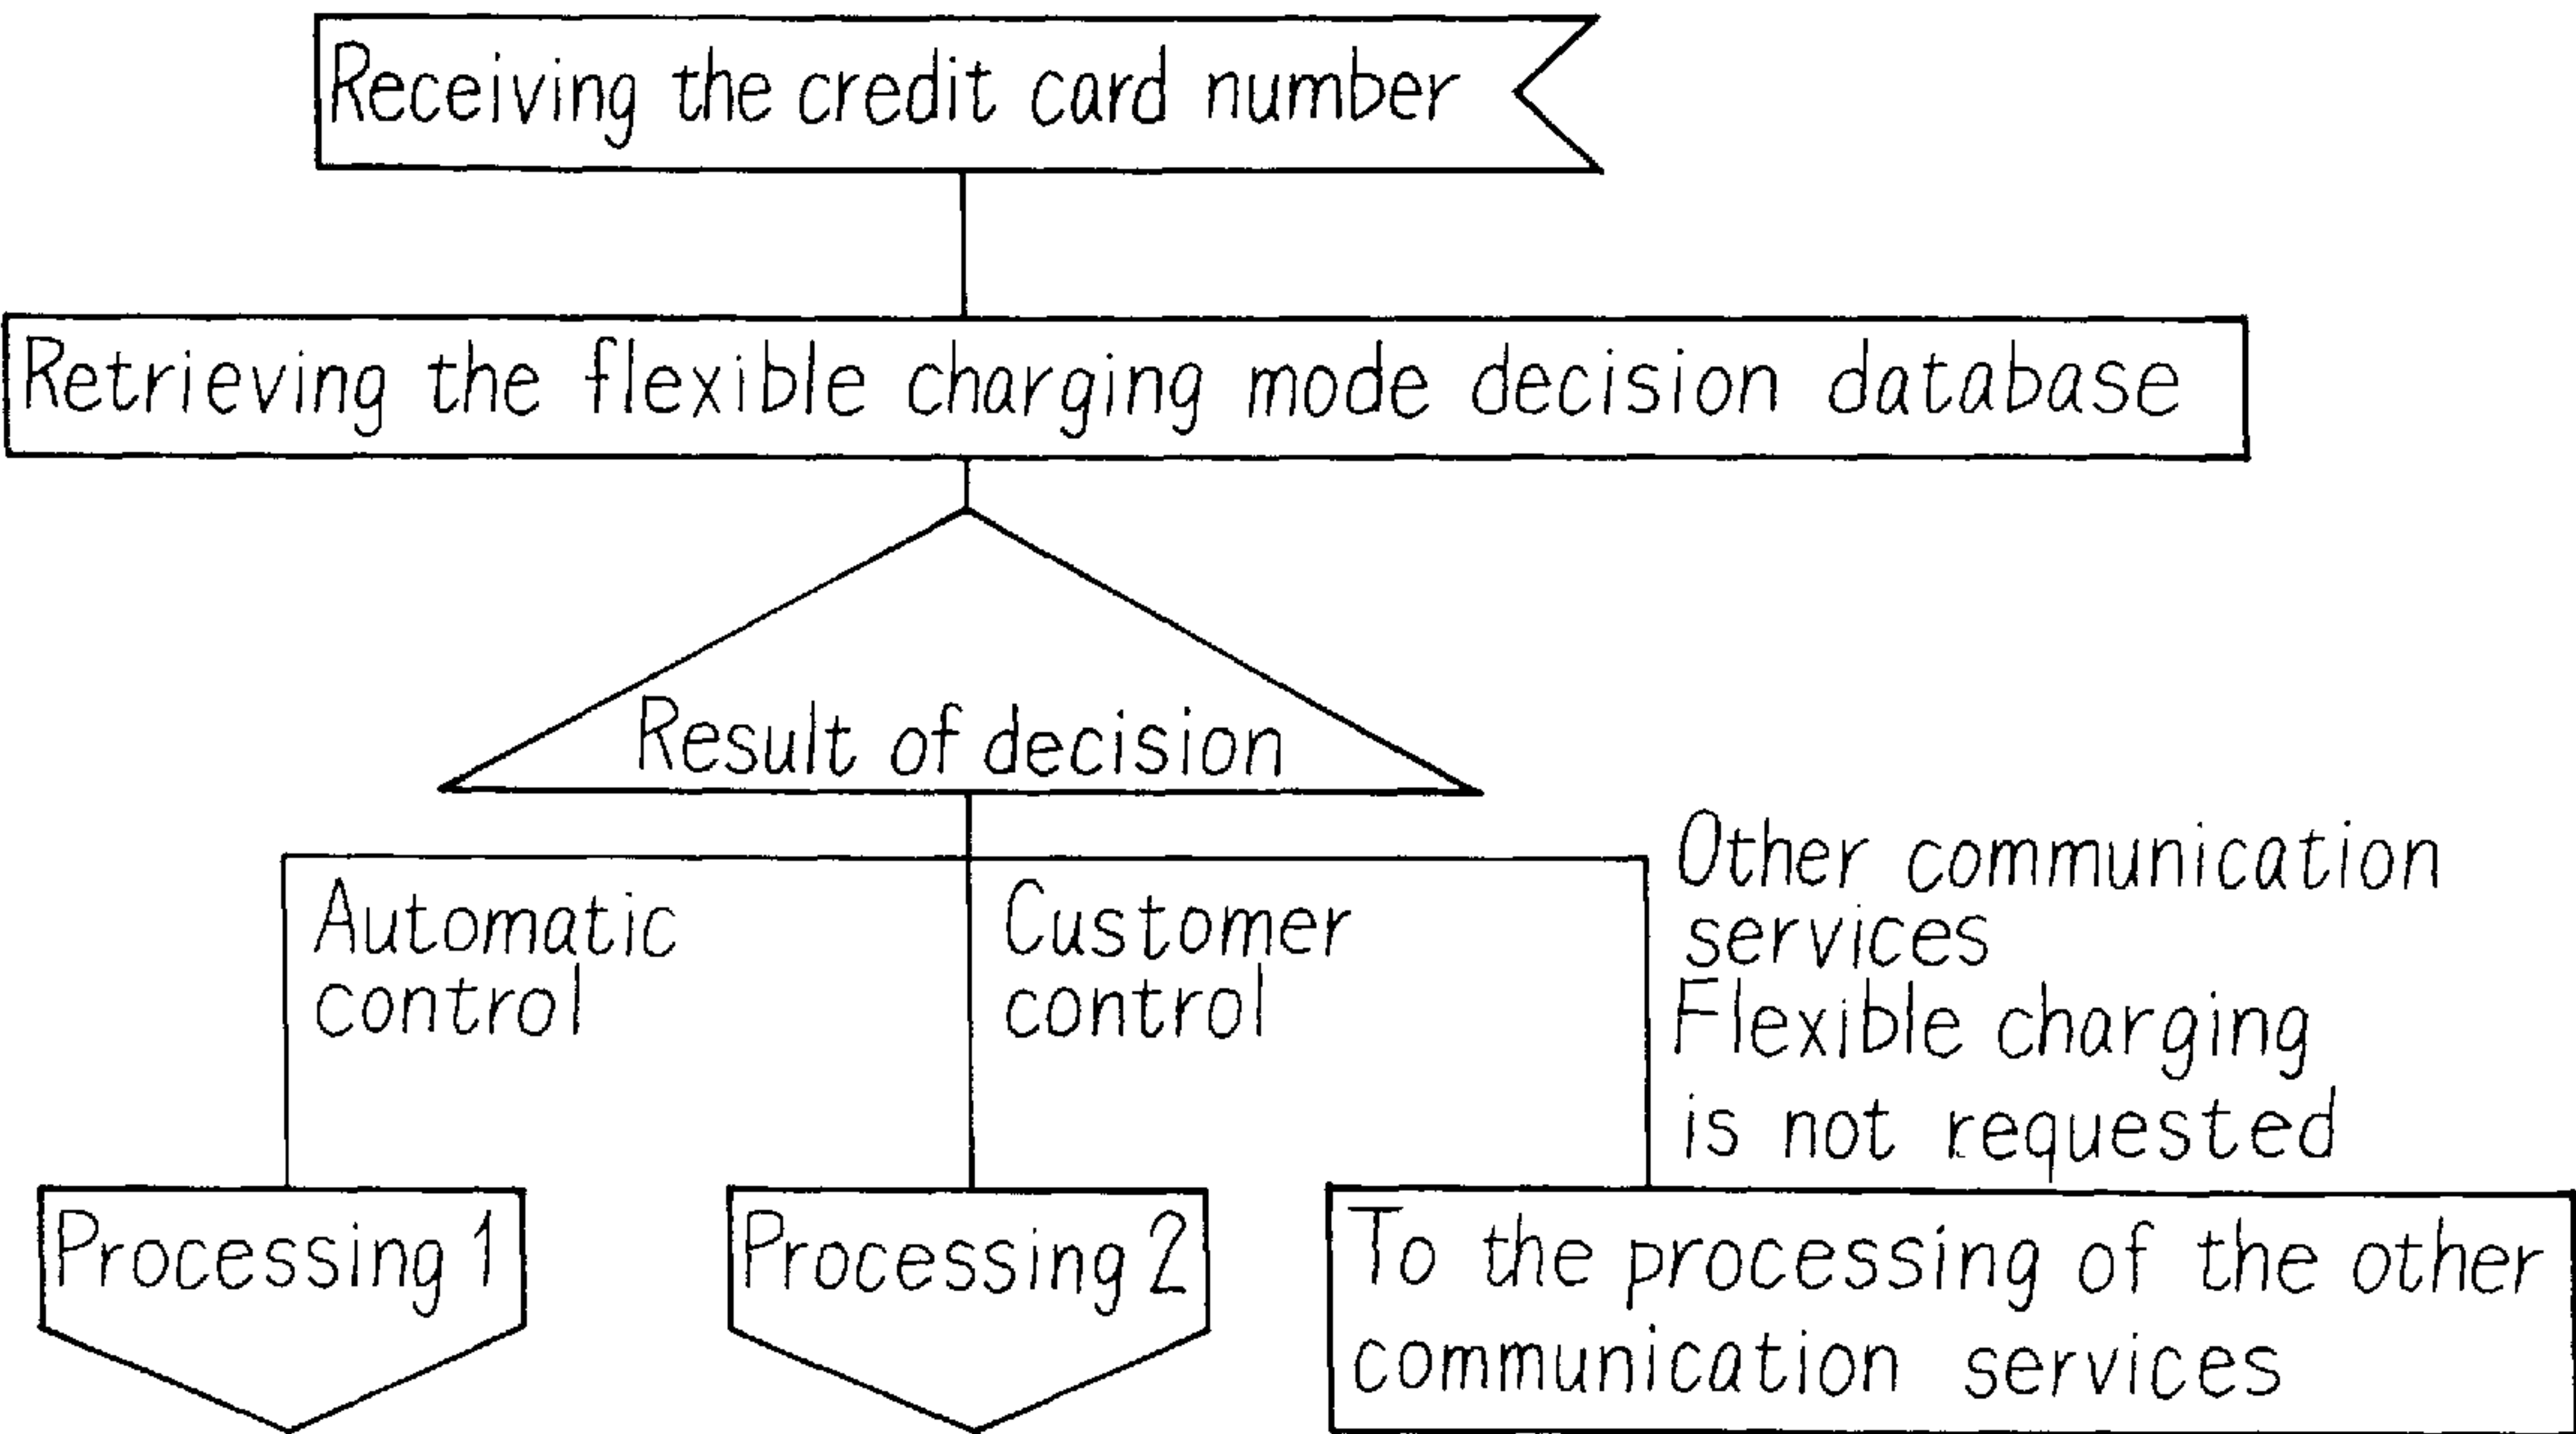 Receiving the credit card number
Retrieving the flexible charging mode decision database
Result of decision
Automatic
control
Customer
control
Other communication
services
Flexible charging
is not requested
Processing 1
Processing 2
To the processing of the other
communication services